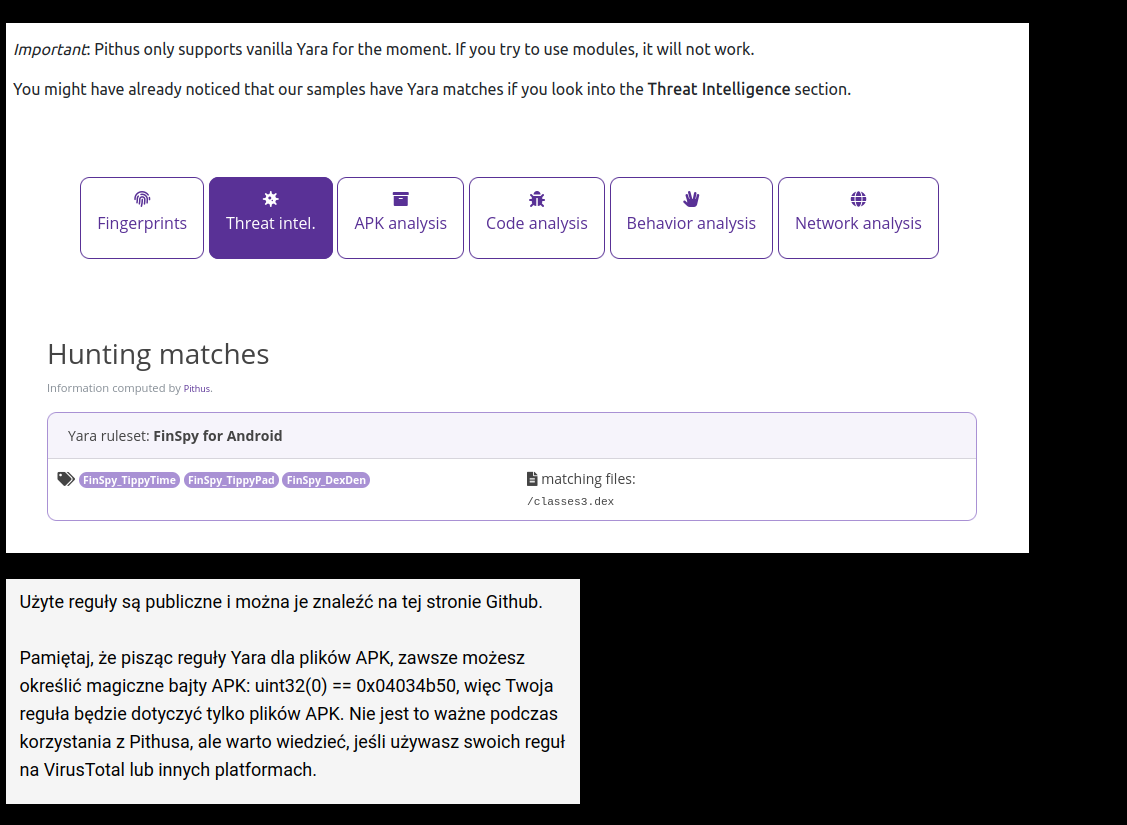 Important: Pithus only supports vanilla Yara for the moment. If you try to use modules, it will not work.
You might have already noticed that our samples have Yara matches if you look into the Threat Intelligence section.
Fingerprints
Threat intel.
APK analysis
Code analysis
Behavior analysis
Network analysis
Hunting matches
Information computed by Pithus.
Yara ruleset: FinSpy for Android
FinSpy_TippyTime FinSpy_TippyPad FinSpy_DexDen
matching files:
/classes3.dex
Użyte reguły są publiczne i można je znaleźć na tej stronie Github.
Pamiętaj, że pisząc reguły Yara dla plików APK, zawsze możesz
określić magiczne bajty APK: uint32(0) == 0x04034b50, więc Twoja
reguła będzie dotyczyć tylko plików APK. Nie jest to ważne podczas
korzystania z Pithusa, ale warto wiedzieć, jeśli używasz swoich reguł
na VirusTotal lub innych platformach.